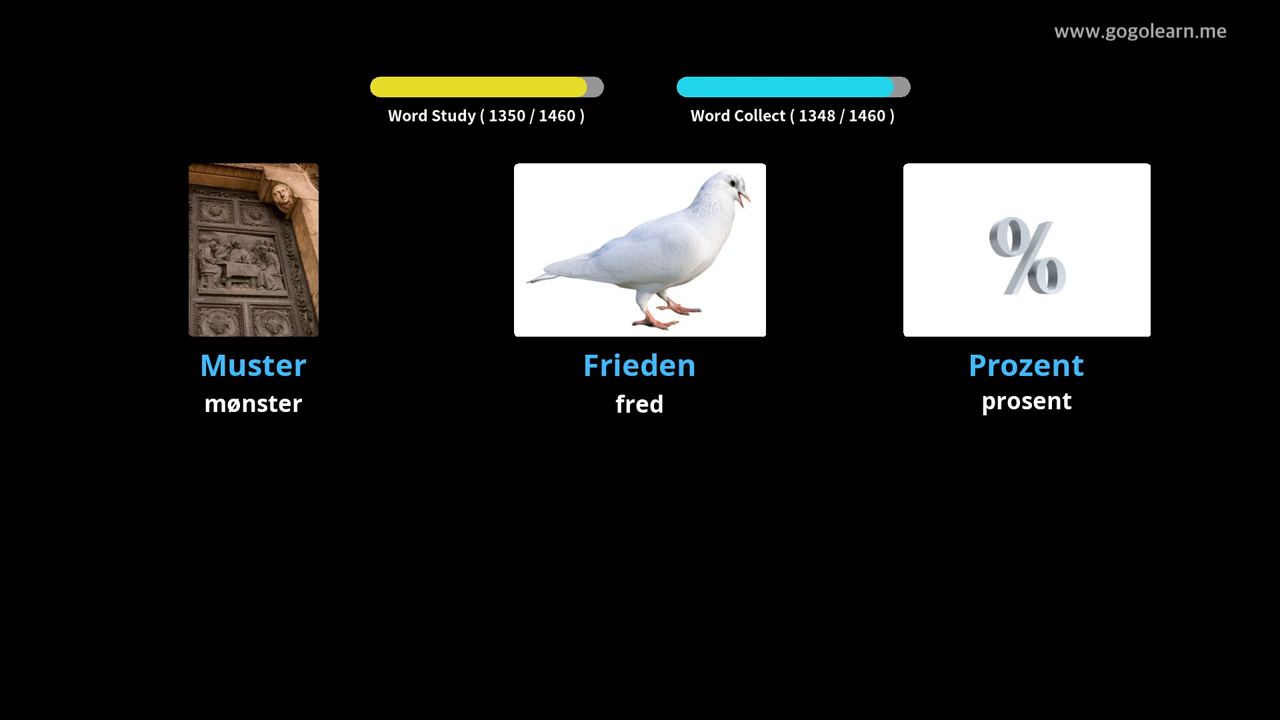 www.gogolearn.me
Word Study ( 1350 / 1460 )
Word Collect ( 1348 / 1460 )
%
Muster
Frieden
Prozent
mønster
fred
prosent